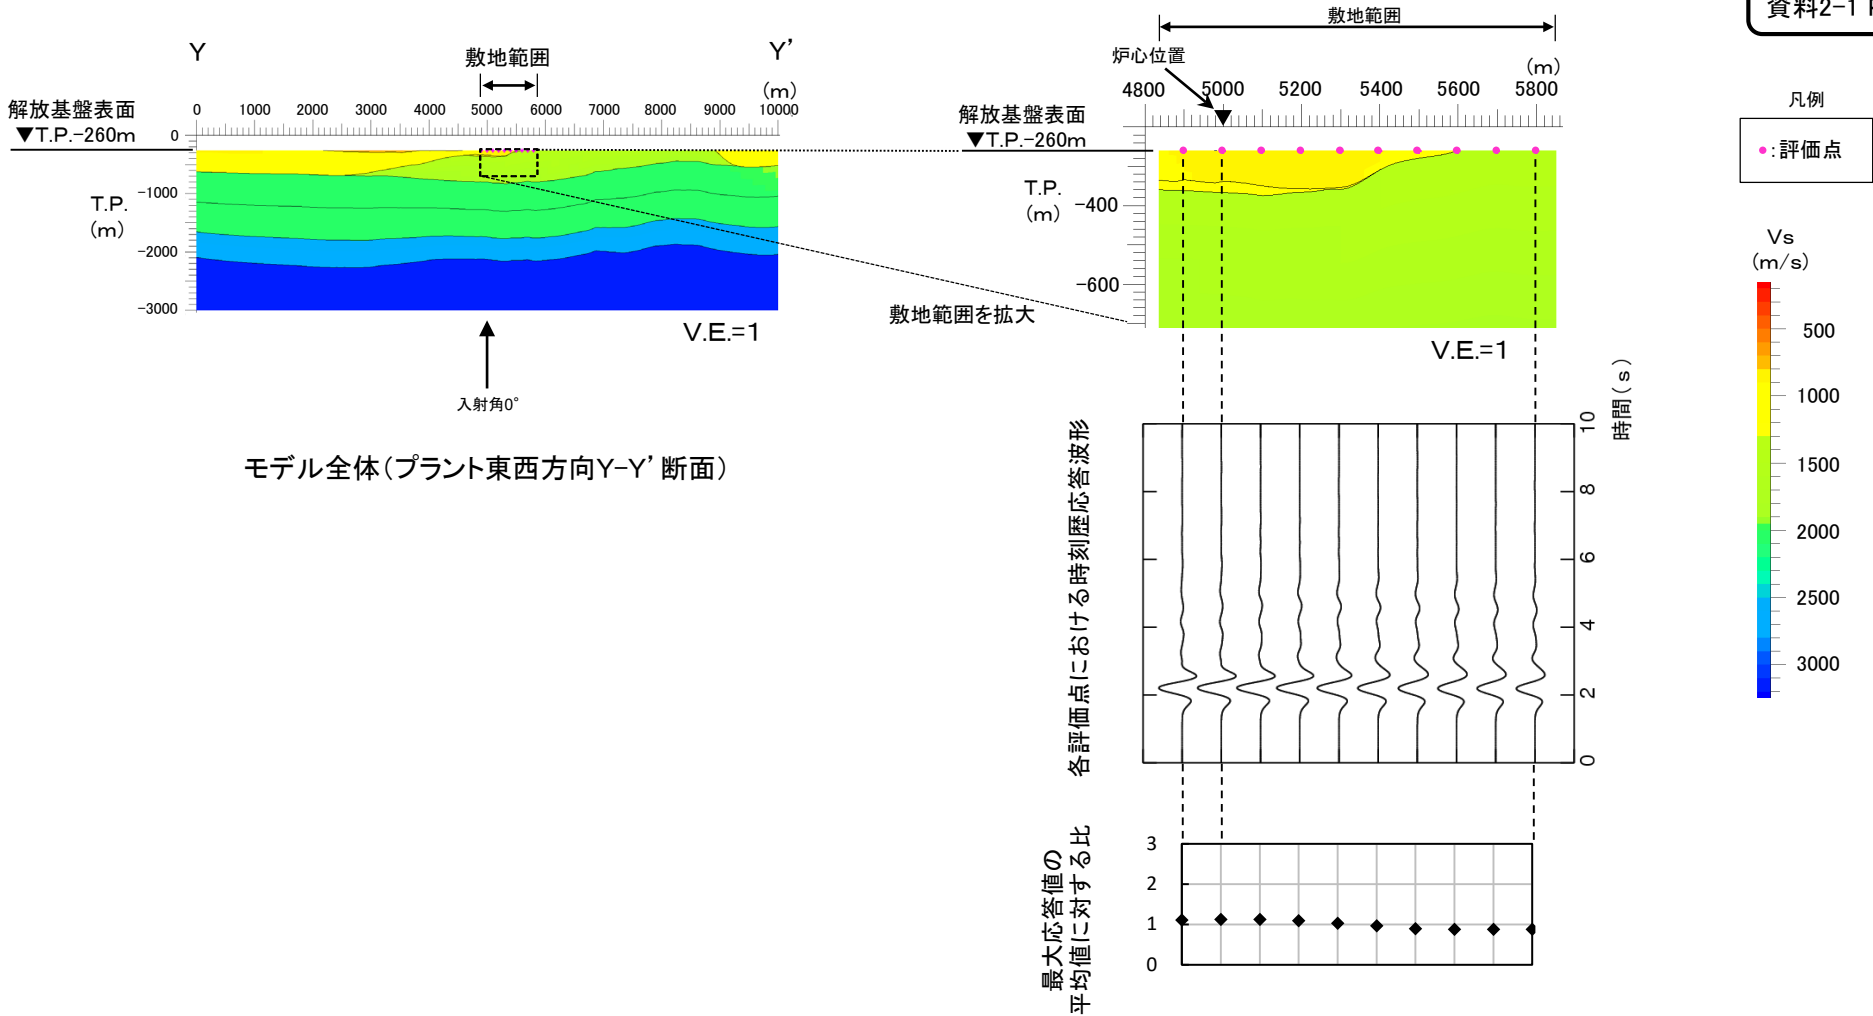 資料2-1
Y
Y’
敷地範囲
(m)
0 1000 2000 3000 4000 5000 6000 7000 8000 9000 10000
解放基盤表面
▼T.P.-260m
0
-1000
-2000
-3000
T.P.
(m)
V.E.=1
入射角0°
モデル全体(プラント東西方向Y-Y’断面)
敷地範囲
炉心位置
(m)
4800 5000 5200 5400 5600 5800
解放基盤表面
▼T.P.-260m
T.P.
(m)
-400
-600
敷地範囲を拡大
V.E.=1
凡例
●:評価点
Vs
(m/s)
500
1000
1500
2000
2500
3000
各評価点における時刻歴応答波形
時間(s)
10
8
6
4
2
0
最大応答値の
平均値に対する比
3
2
1
0